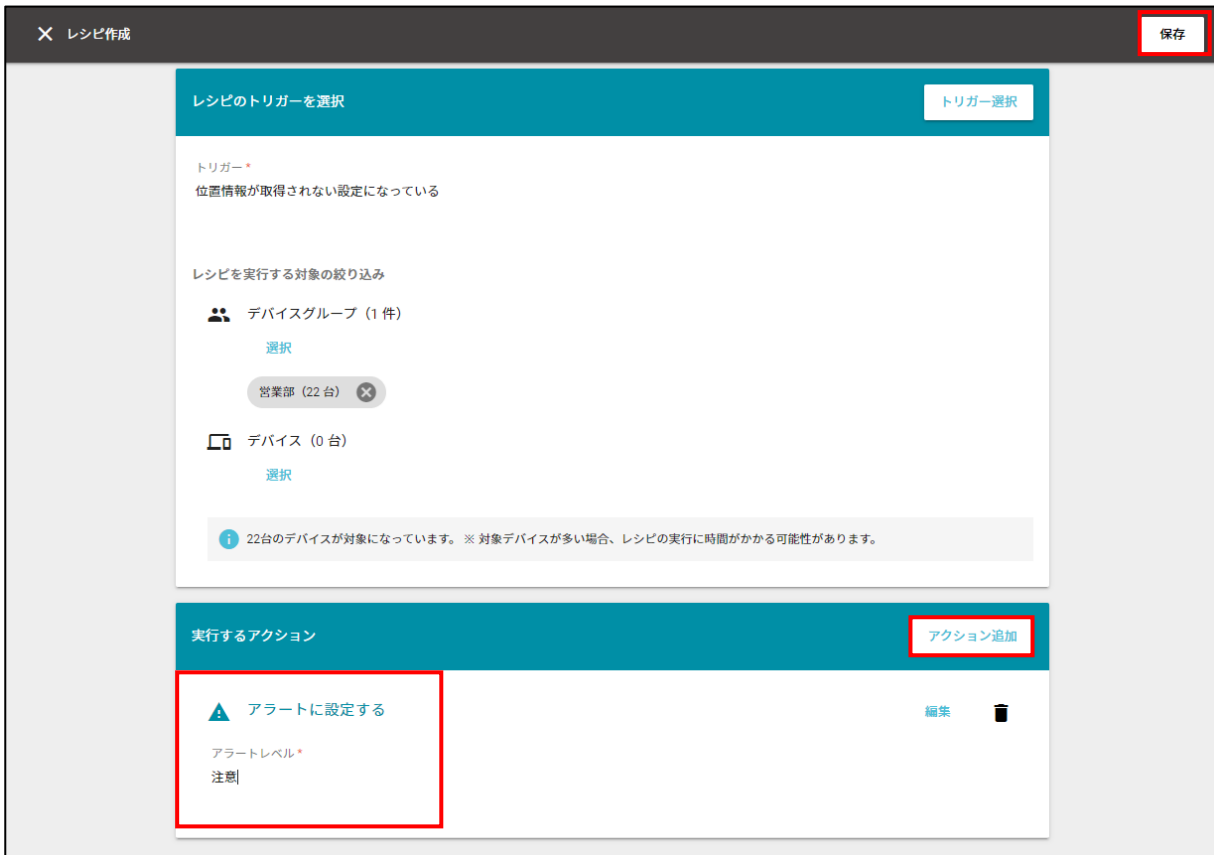 レシピ作成
保存
レシピのトリガーを選択
トリガー選択
トリガー *
位置情報が取得されない設定になっている
レシピを実行する対象の絞り込み
デバイスグループ（1 件）
選択
営業部（22 台）
デバイス（0 台）
選択
22台のデバイスが対象になっています。 ※ 対象デバイスが多い場合、レシピの実行に時間がかかる可能性があります。
実行するアクション
アクション追加
アラートに設定する
編集
アラートレベル *
注意